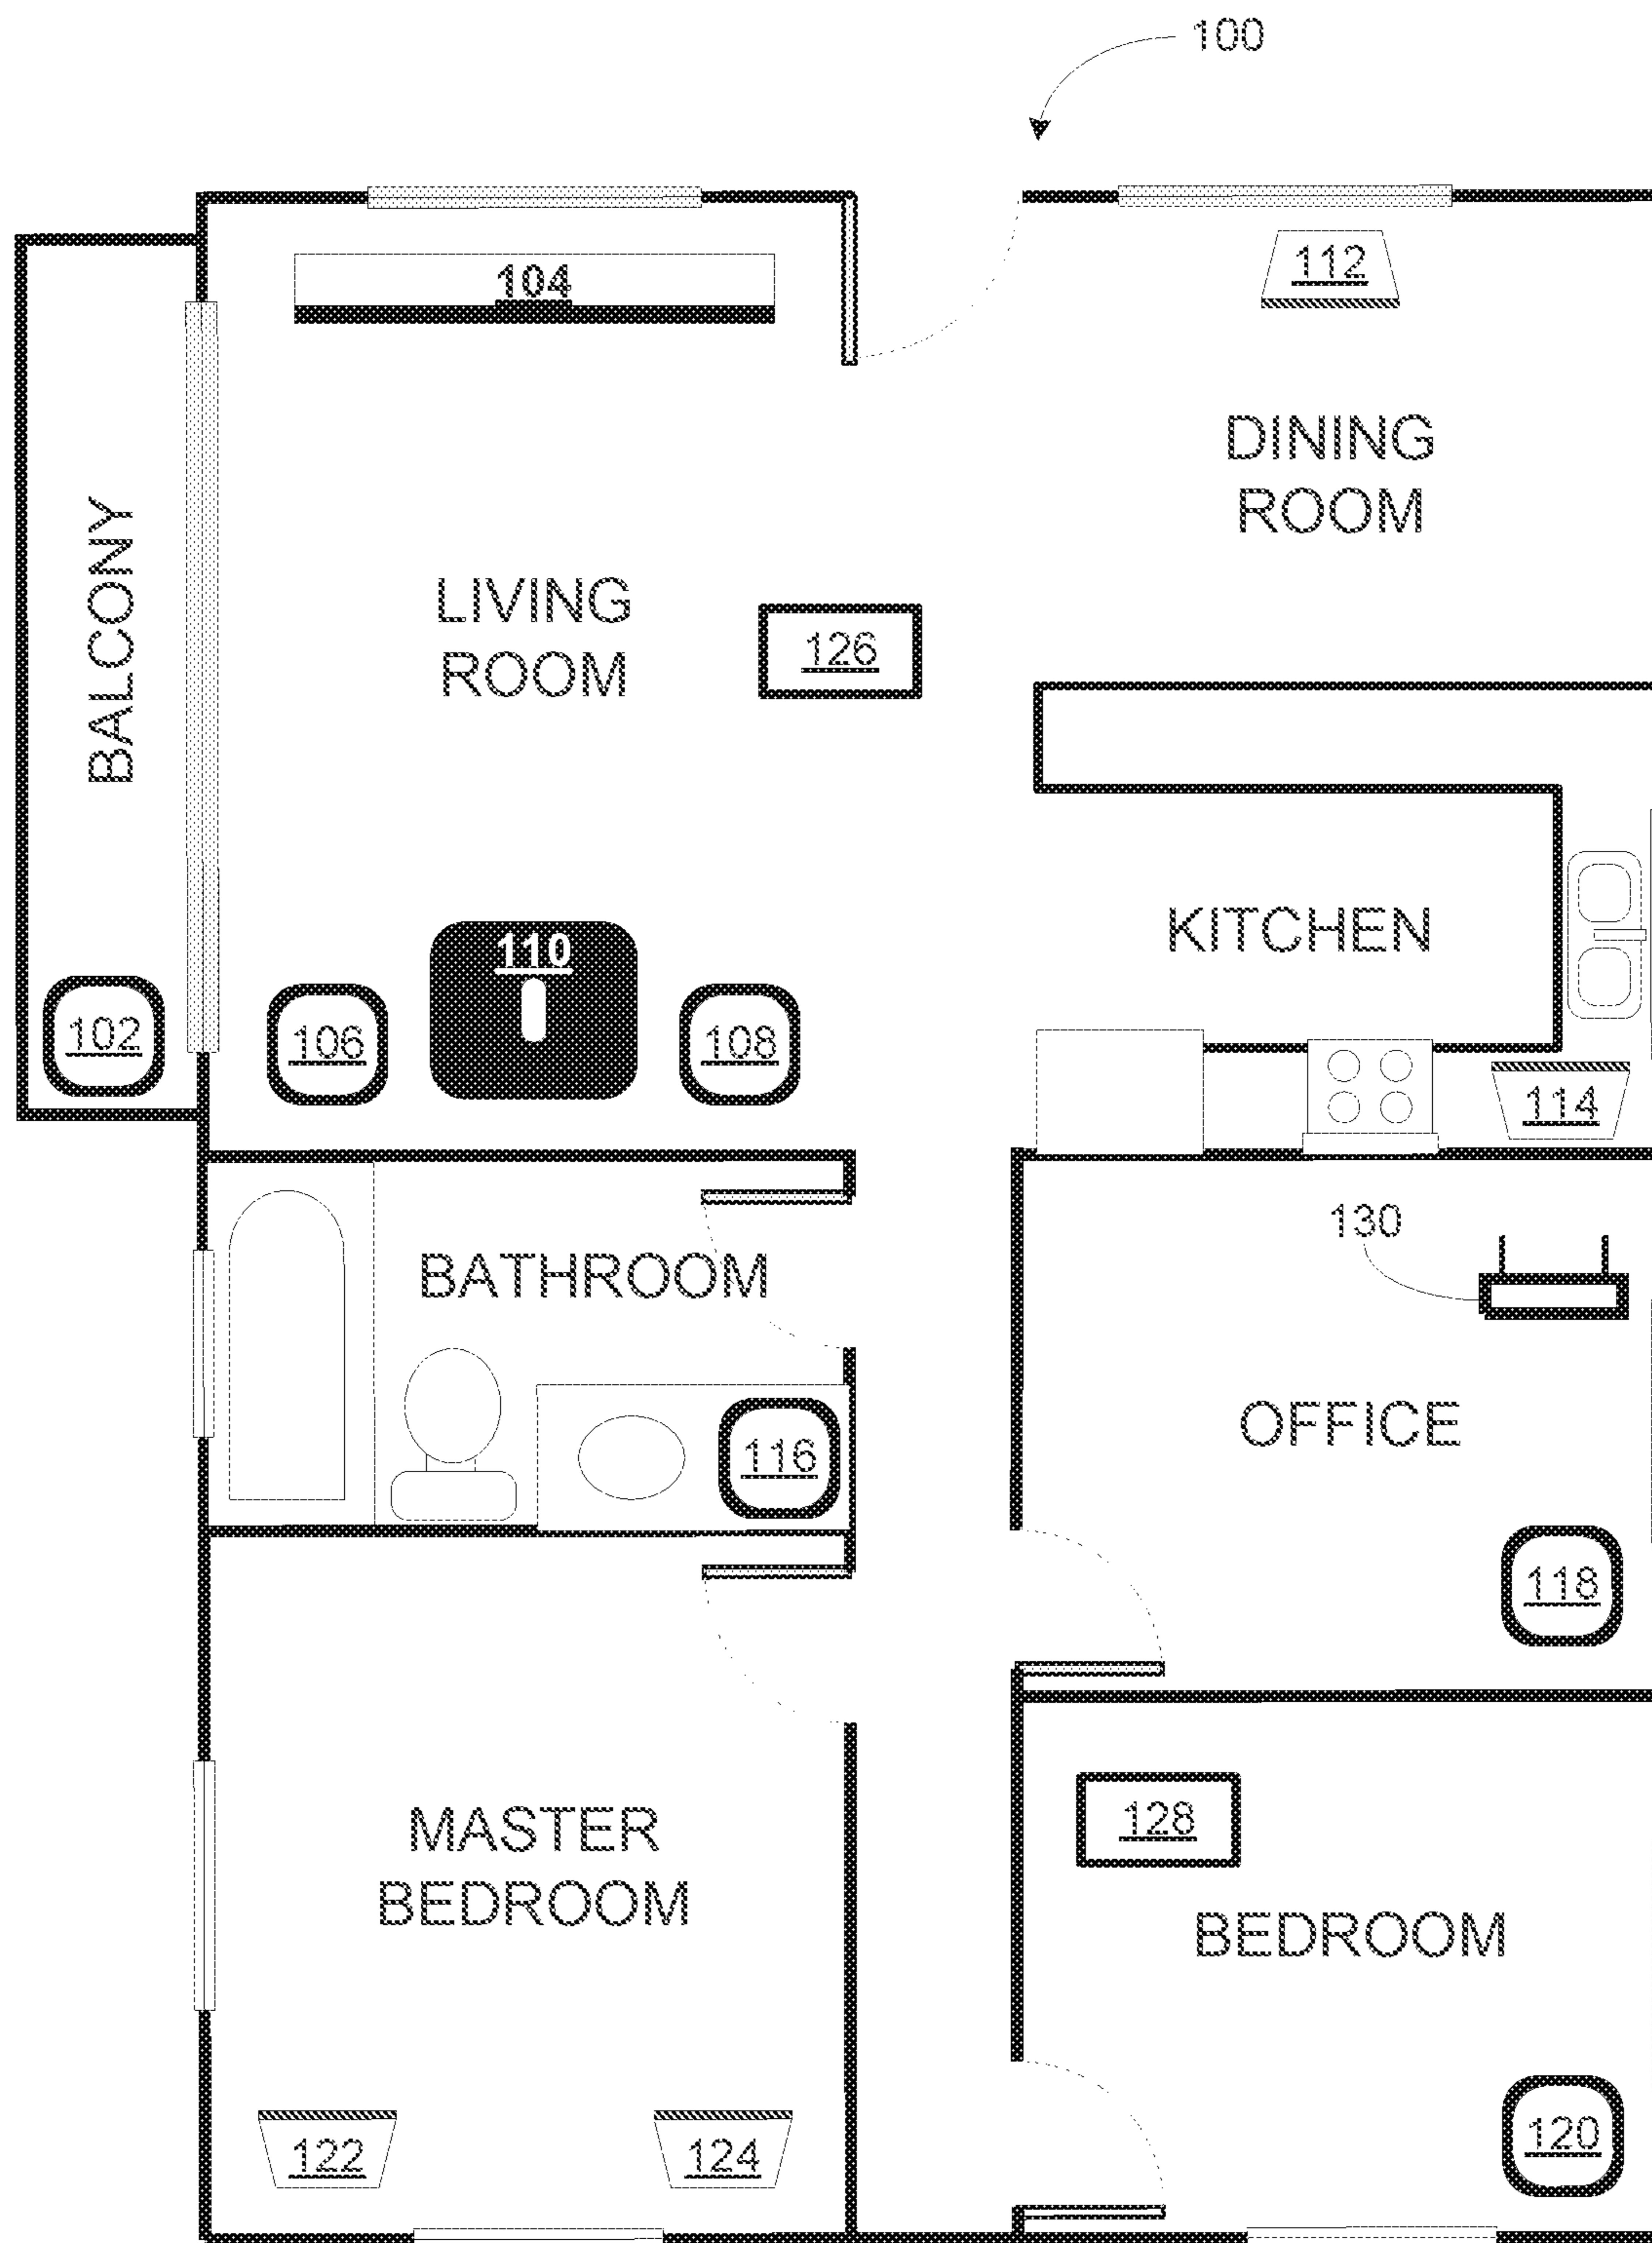 100
104
112
DINING
ROOM
BALCONY
LIVING
ROOM
126
KITCHEN
110
102
106
108
114
130
BATHROOM
OFFICE
116
118
MASTER
BEDROOM
128
BEDROOM
122
124
120